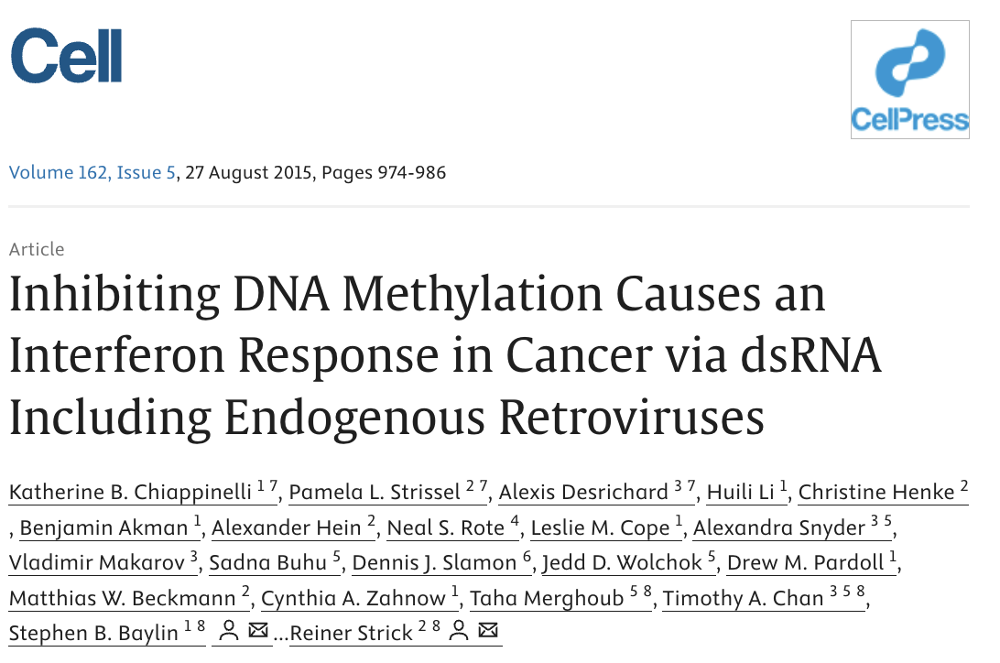 Cell
CellPress
Volume 162, Issue 5, 27 August 2015, Pages 974-986
Article
Inhibiting DNA Methylation Causes an
Interferon Response in Cancer via dsRNA
Including Endogenous Retroviruses
Katherine B. Chiappinelli 1 7, Pamela L. Strissel 2 7, Alexis Desrichard 3 7, Huili Li 1, Christine Henke 2
, Benjamin Akman 1, Alexander Hein 2, Neal S. Rote 4, Leslie M. Cope 1, Alexandra Snyder 3 5,
Vladimir Makarov 3, Sadna Buhu 5, Dennis J. Slamon 6, Jedd D. Wolchok 5, Drew M. Pardoll 1,
Matthias W. Beckmann 2, Cynthia A. Zahnow 1, Taha Merghoub 5 8, Timothy A. Chan 3 5 8,
Stephen B. Baylin 1 8 ...Reiner Strick 2 8